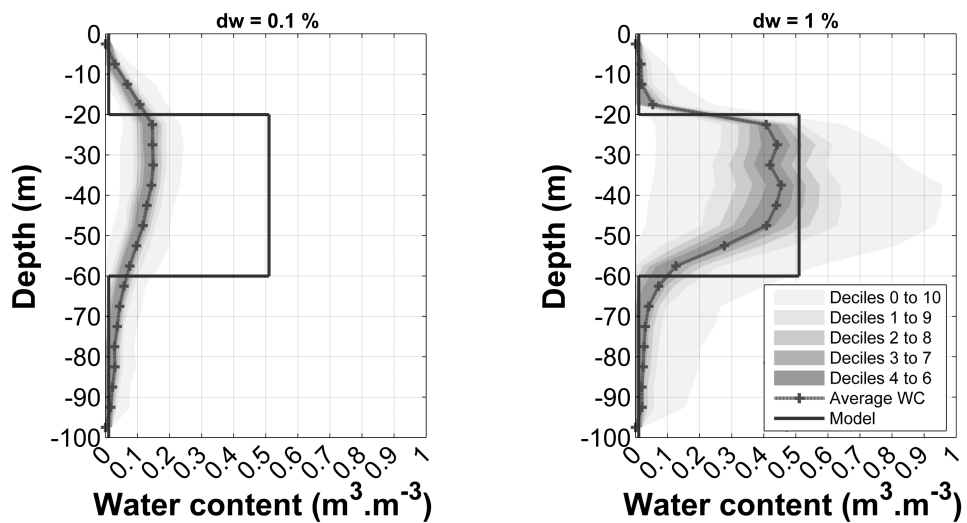 dw = 0.1 %
0
-10
-20
-30
-40
-50
-60
-70
-80
-90
-100
Depth (m)
0 0.1 0.2 0.3 0.4 0.5 0.6 0.7 0.8 0.9 1
Water content (m³.m⁻³)
dw = 1 %
0
-10
-20
-30
-40
-50
-60
-70
-80
-90
-100
Depth (m)
0 0.1 0.2 0.3 0.4 0.5 0.6 0.7 0.8 0.9 1
Water content (m³.m⁻³)
Deciles 0 to 10
Deciles 1 to 9
Deciles 2 to 8
Deciles 3 to 7
Deciles 4 to 6
Average WC
Model